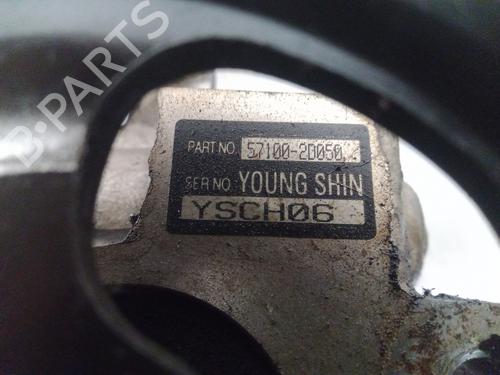 B-PARTS
PART NO. 57100-2D050
SER NO. YOUNG SHIN
YSCH06